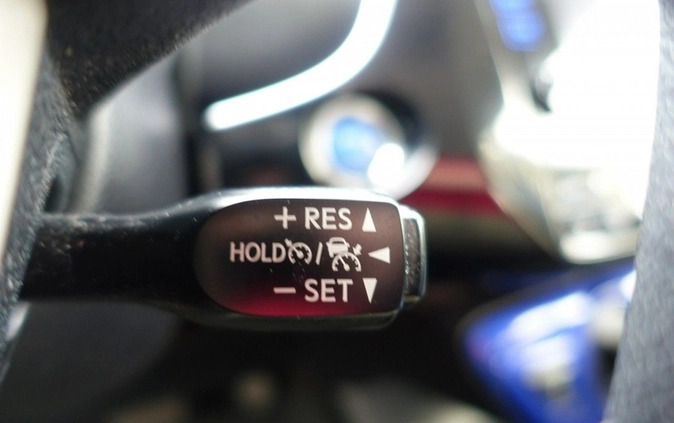 + RES ▲
HOLD / ◀
− SET ▼